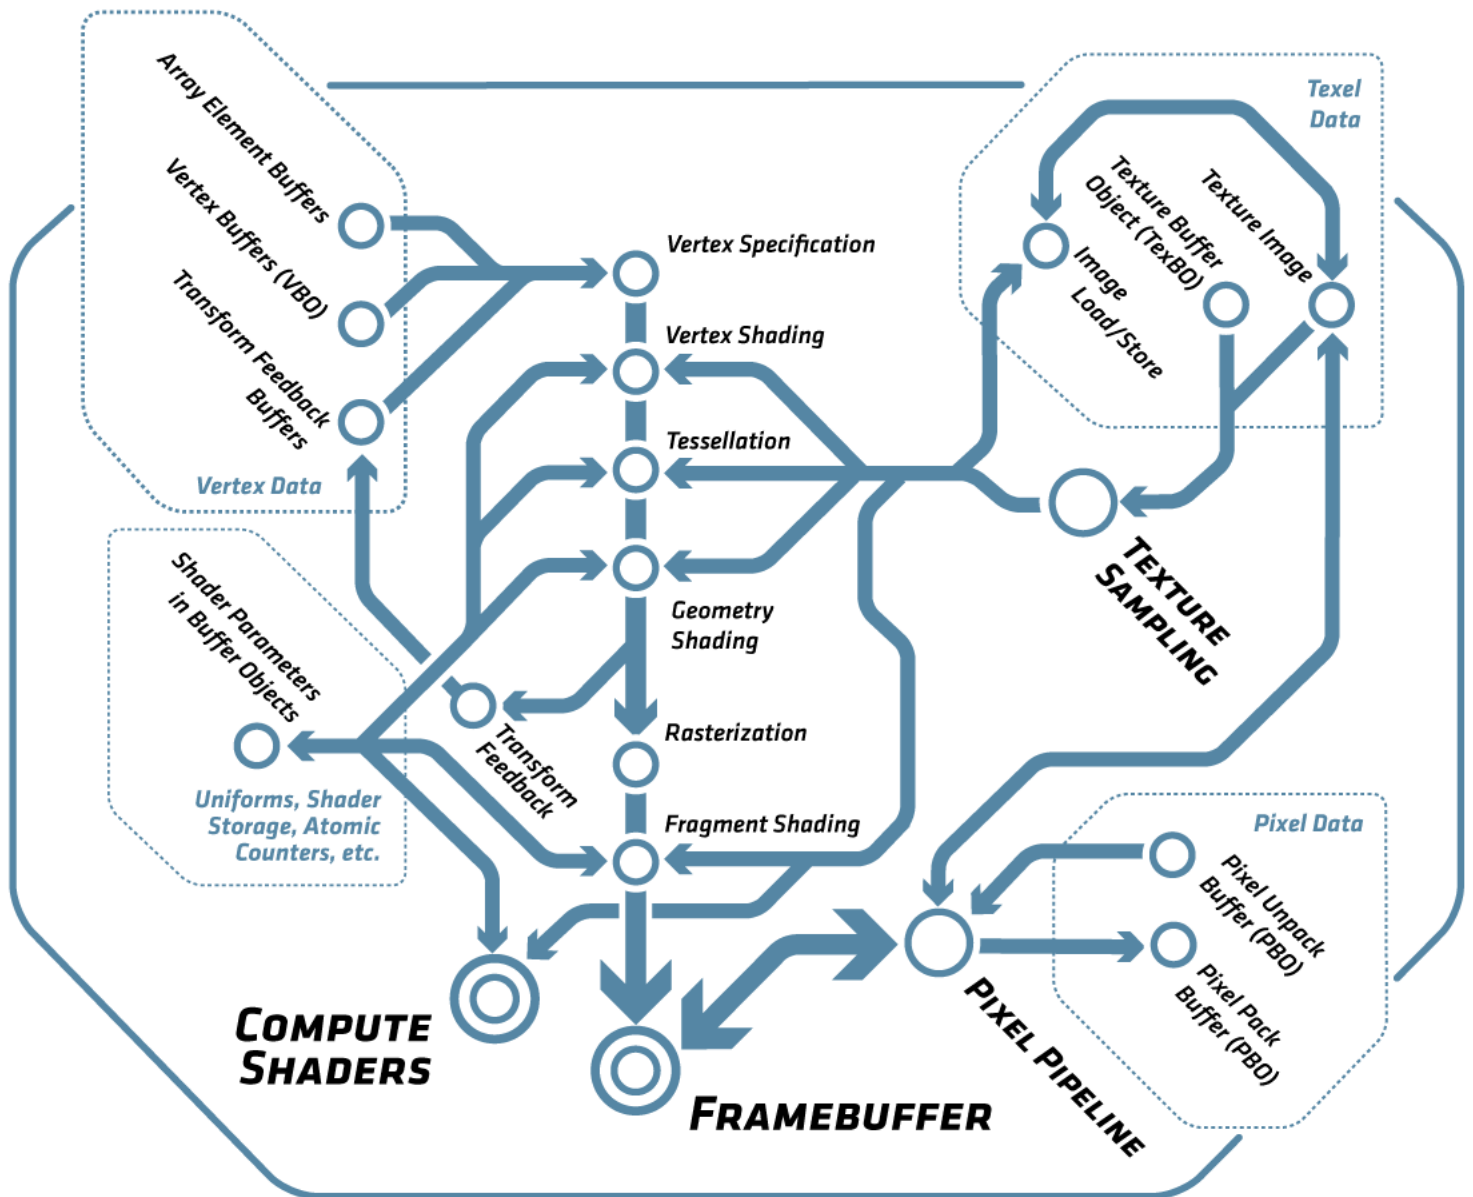 Array Element Buffers
Vertex Buffers (VBO)
Transform Feedback
Buffers
Vertex Data
Shader Parameters
in Buffer Objects
Uniforms, Shader
Storage, Atomic
Counters, etc.
Vertex Specification
Vertex Shading
Tessellation
Geometry
Shading
Transform
Feedback
Rasterization
Fragment Shading
Texel
Data
Texture Buffer
Object (TexBO)
Texture Image
Image
Load/Store
TEXTURE
SAMPLING
Pixel Data
Pixel Unpack
Buffer (PBO)
Pixel Pack
Buffer (PBO)
PIXEL PIPELINE
COMPUTE
SHADERS
FRAMEBUFFER